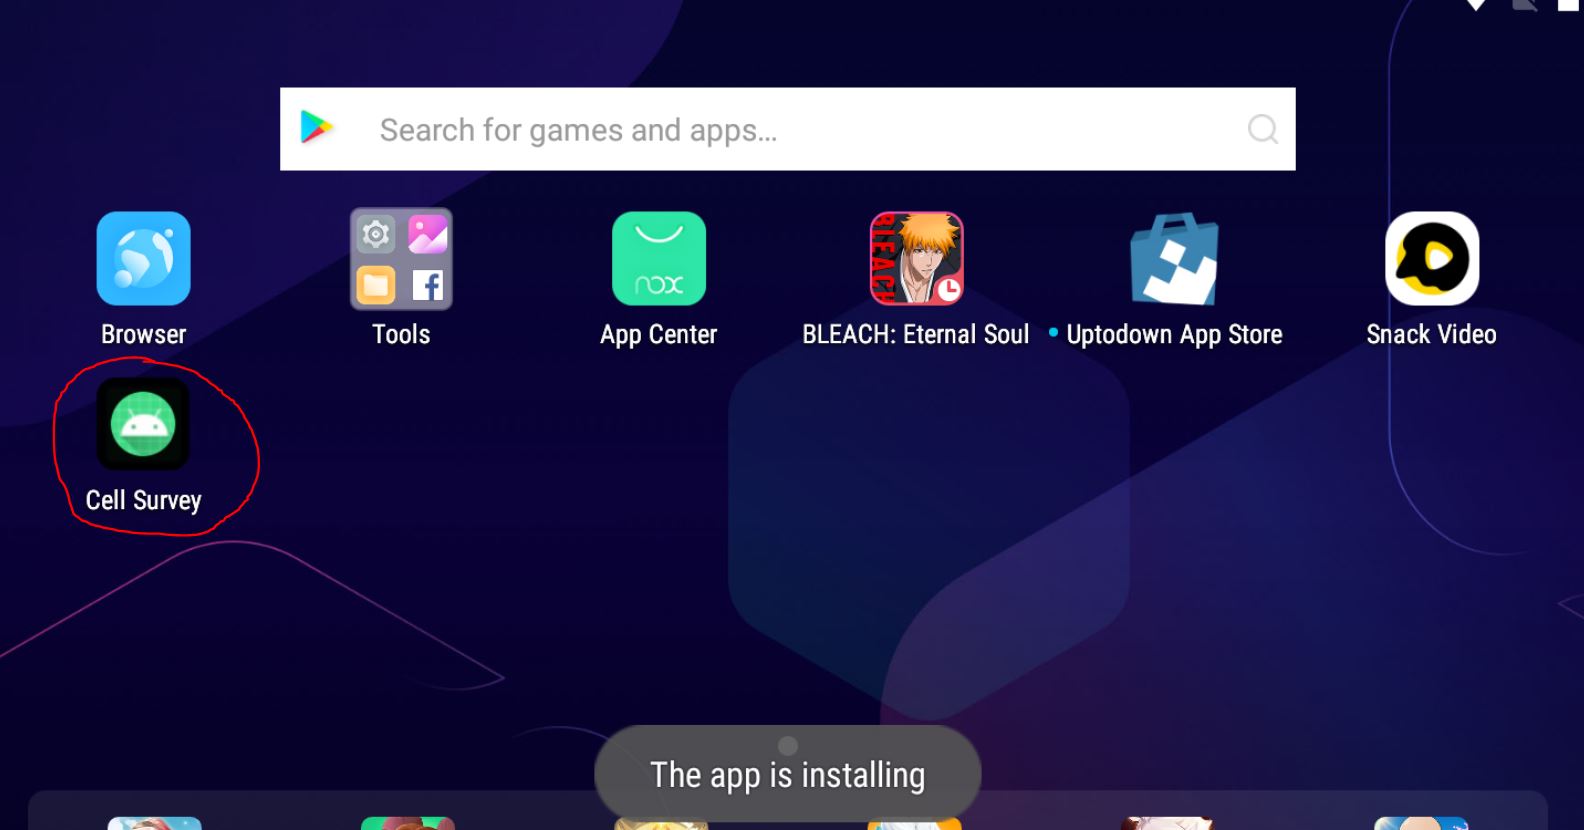 Search for games and apps...
nox
BLEACH
Browser
Tools
App Center
BLEACH: Eternal Soul
Uptodown App Store
Snack Video
Cell Survey
The app is installing